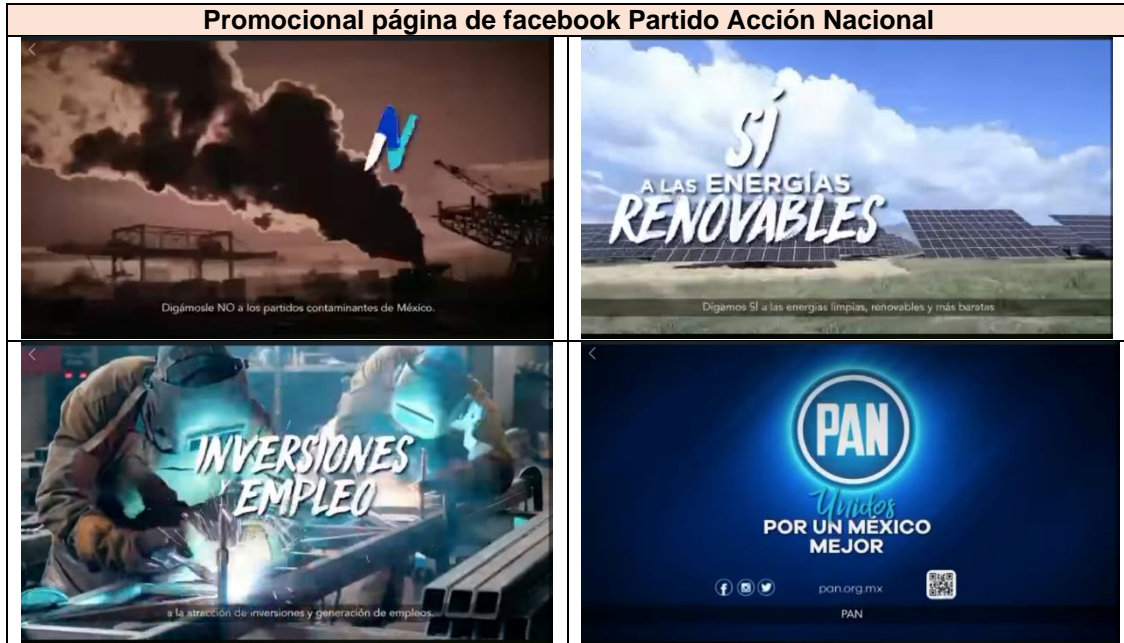 Promocional página de facebook Partido Acción Nacional
N
Digámosle NO a los partidos contaminantes de México.
SÍ
A LAS ENERGÍAS
RENOVABLES
Digamos SÍ a las energías limpias, renovables y más baratas
INVERSIONES
Y
EMPLEO
a la atracción de inversiones y generación de empleos.
PAN
Unidos
POR UN MÉXICO
MEJOR
pan.org.mx
PAN